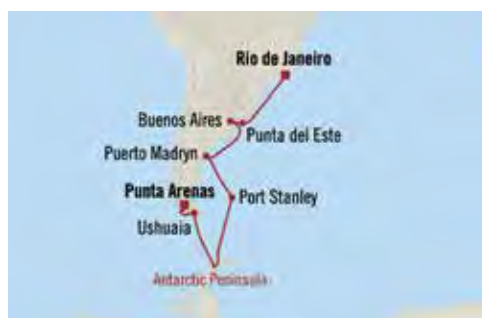 Rio de Janeiro
Buenos Aires
Punta del Este
Puerto Madryn
Punta Arenas
Port Stanley
Ushuaia
Antarctic Peninsula